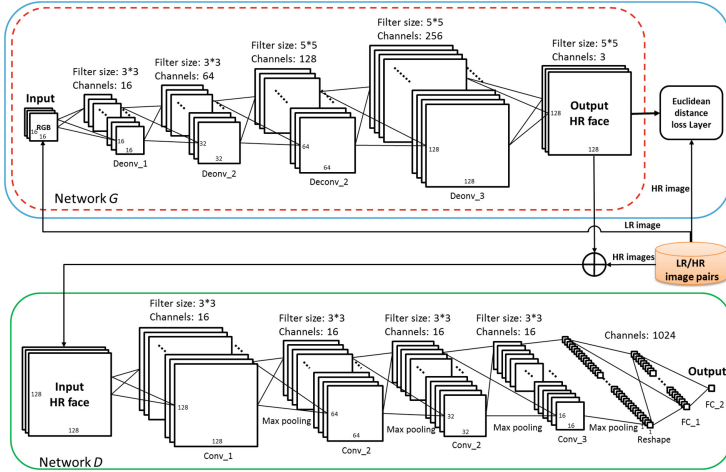 Filter size: 5*5
Channels: 256
Filter size: 5*5
Channels: 128
Filter size: 5*5
Channels: 3
Filter size: 3*3
Channels: 64
Filter size: 3*3
Channels: 16
Input
RGB
16
16
16
16
Deonv_1
32
32
Deonv_2
64
64
Deconv_2
128
128
Deonv_3
Output
HR face
128
128
Euclidean
distance
loss Layer
Network G
HR image
LR image
HR images
LR/HR
image pairs
Filter size: 3*3
Channels: 16
Filter size: 3*3
Channels: 16
Filter size: 3*3
Channels: 16
Filter size: 3*3
Channels: 16
Channels: 1024
Input
HR face
128
128
128
128
Conv_1
Max pooling
64
64
Conv_2
Max pooling
32
32
Conv_2
Max pooling
16
16
Conv_3
Max pooling
1
Reshape
FC_1
Output
FC_2
Network D